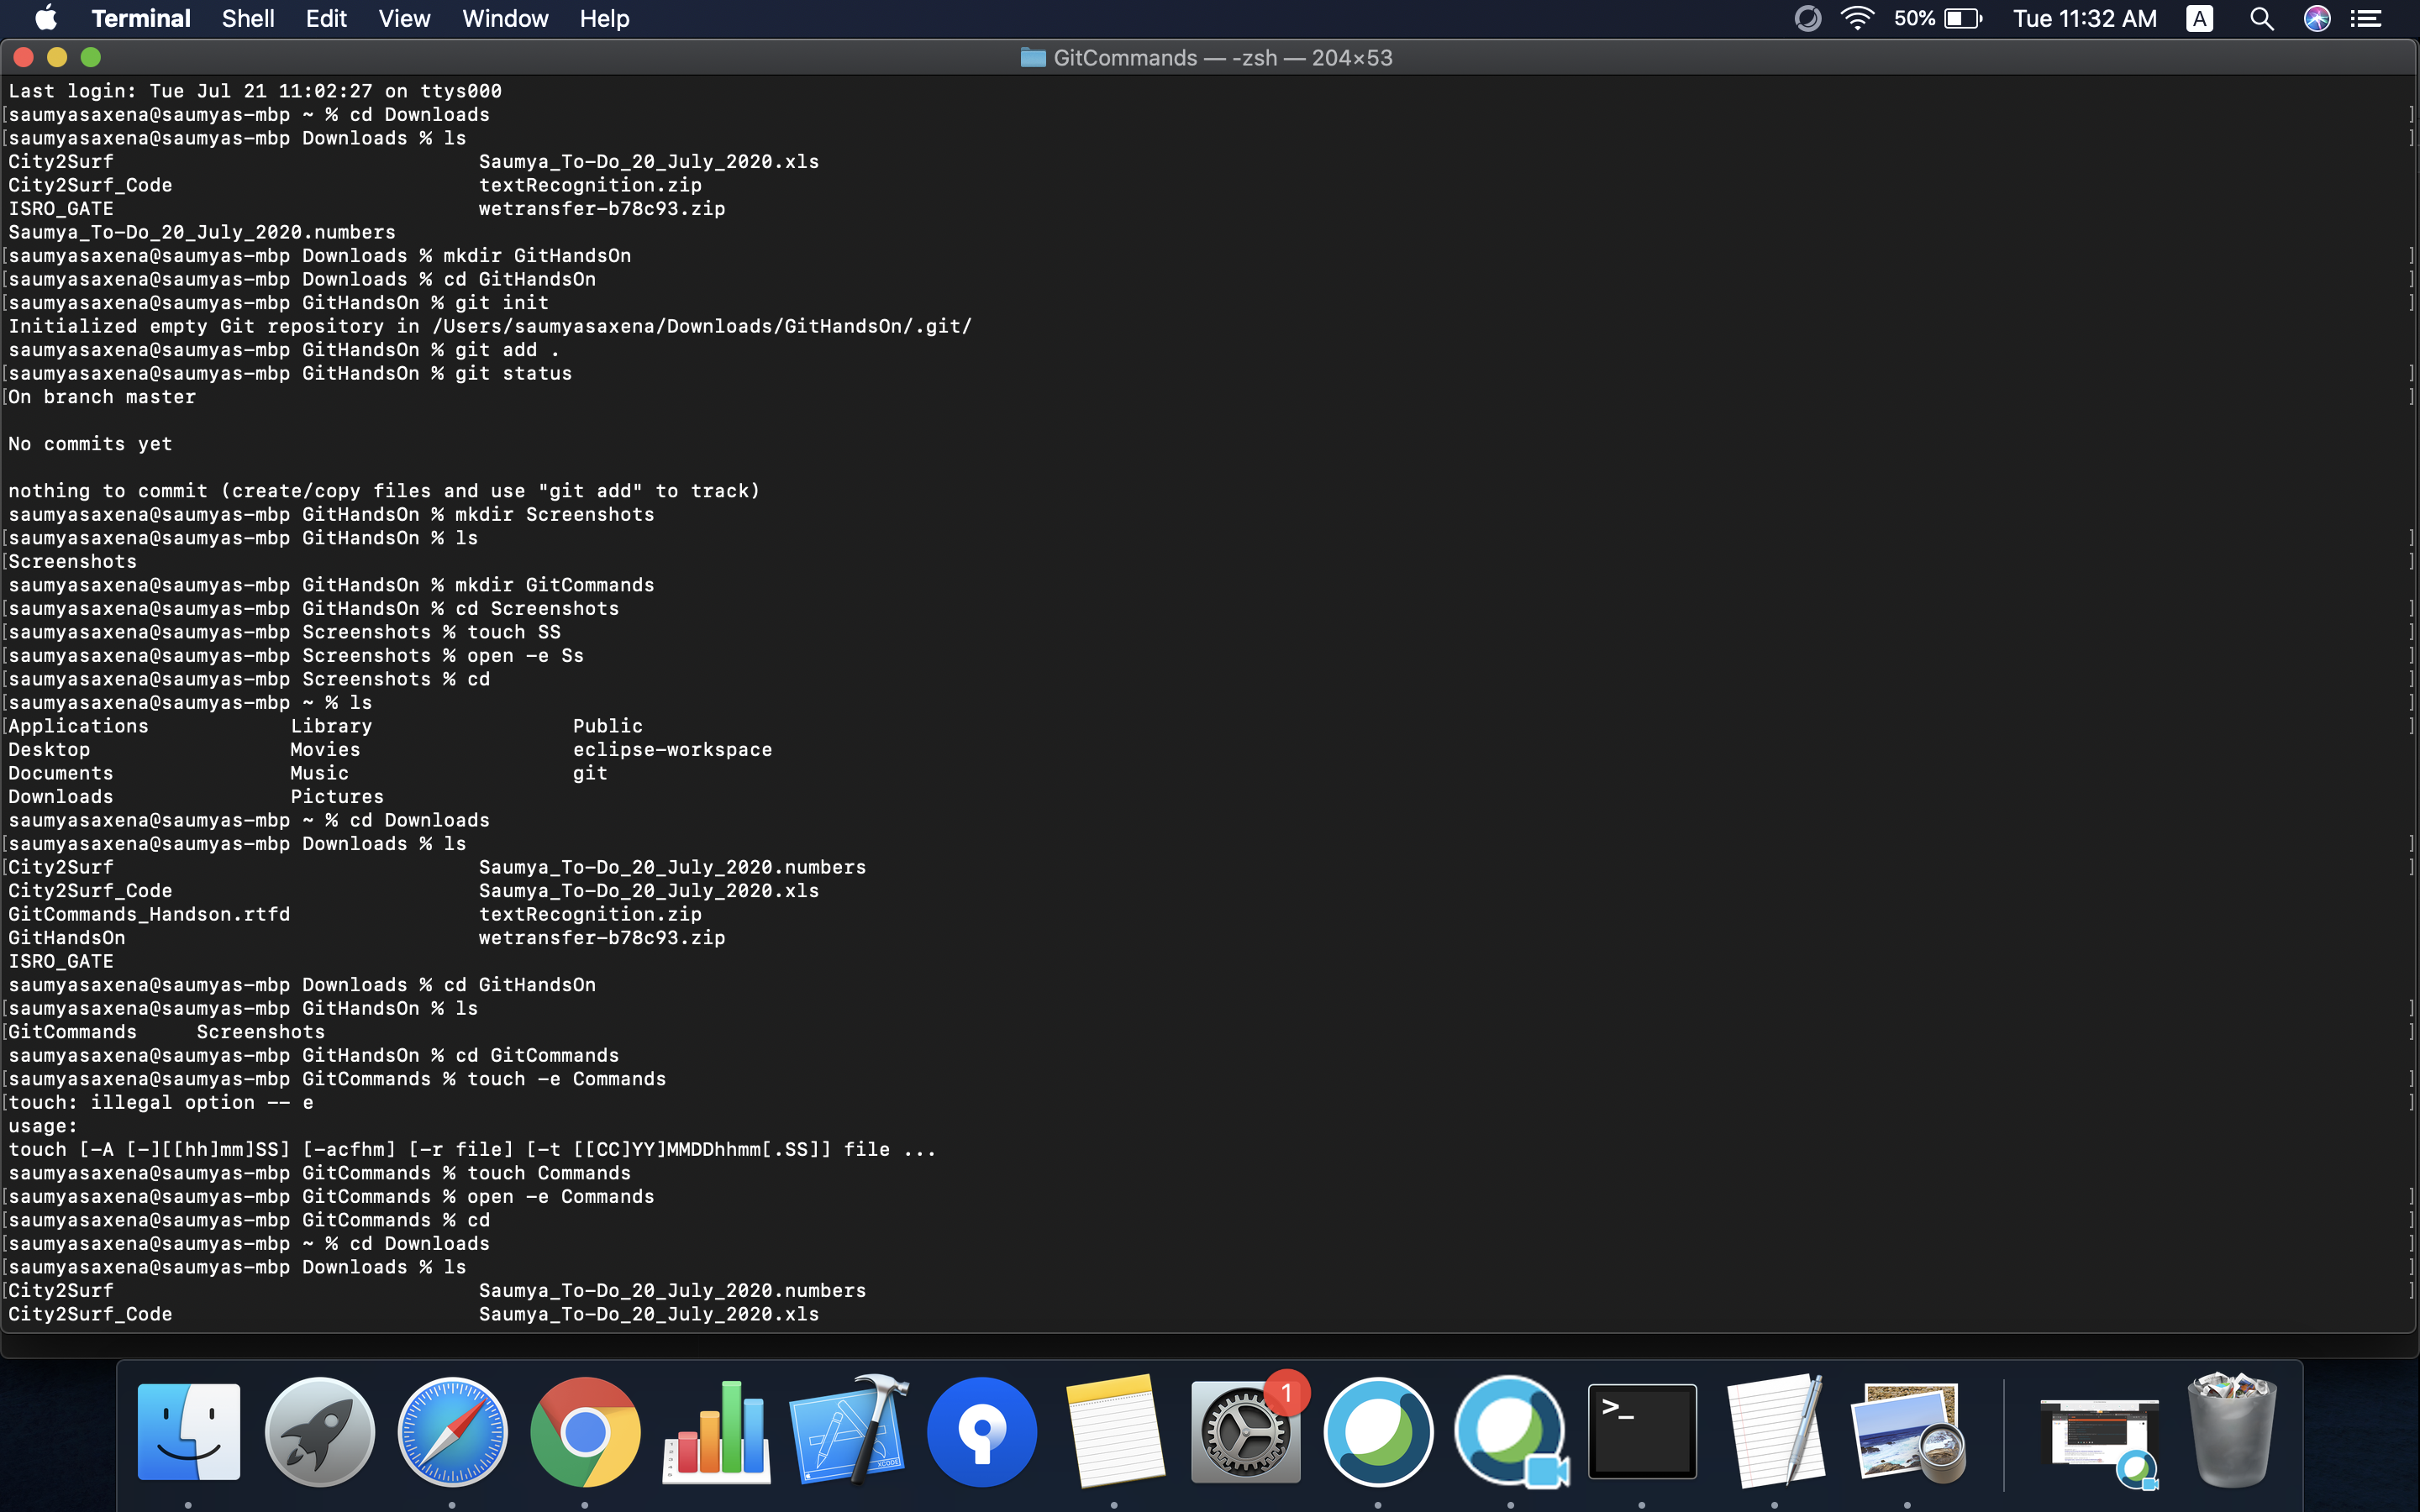 Terminal Shell Edit View Window Help 50% Tue 11:32 AM A
GitCommands — -zsh — 204×53
Last login: Tue Jul 21 11:02:27 on ttys000
[saumyasaxena@saumyas-mbp ~ % cd Downloads ]
[saumyasaxena@saumyas-mbp Downloads % ls ]
City2Surf Saumya_To-Do_20_July_2020.xls
City2Surf_Code textRecognition.zip
ISRO_GATE wetransfer-b78c93.zip
Saumya_To-Do_20_July_2020.numbers
[saumyasaxena@saumyas-mbp Downloads % mkdir GitHandsOn ]
[saumyasaxena@saumyas-mbp Downloads % cd GitHandsOn ]
[saumyasaxena@saumyas-mbp GitHandsOn % git init ]
Initialized empty Git repository in /Users/saumyasaxena/Downloads/GitHandsOn/.git/
saumyasaxena@saumyas-mbp GitHandsOn % git add .
[saumyasaxena@saumyas-mbp GitHandsOn % git status ]
[On branch master ]
No commits yet
nothing to commit (create/copy files and use "git add" to track)
saumyasaxena@saumyas-mbp GitHandsOn % mkdir Screenshots
[saumyasaxena@saumyas-mbp GitHandsOn % ls ]
[Screenshots ]
saumyasaxena@saumyas-mbp GitHandsOn % mkdir GitCommands
[saumyasaxena@saumyas-mbp GitHandsOn % cd Screenshots ]
[saumyasaxena@saumyas-mbp Screenshots % touch SS ]
[saumyasaxena@saumyas-mbp Screenshots % open -e Ss ]
[saumyasaxena@saumyas-mbp Screenshots % cd ]
[saumyasaxena@saumyas-mbp ~ % ls ]
[Applications Library Public ]
Desktop Movies eclipse-workspace
Documents Music git
Downloads Pictures
saumyasaxena@saumyas-mbp ~ % cd Downloads
[saumyasaxena@saumyas-mbp Downloads % ls ]
[City2Surf Saumya_To-Do_20_July_2020.numbers ]
City2Surf_Code Saumya_To-Do_20_July_2020.xls
GitCommands_Handson.rtfd textRecognition.zip
GitHandsOn wetransfer-b78c93.zip
ISRO_GATE
saumyasaxena@saumyas-mbp Downloads % cd GitHandsOn
[saumyasaxena@saumyas-mbp GitHandsOn % ls ]
[GitCommands Screenshots ]
saumyasaxena@saumyas-mbp GitHandsOn % cd GitCommands
[saumyasaxena@saumyas-mbp GitCommands % touch -e Commands ]
[touch: illegal option -- e ]
usage:
touch [-A [-][[hh]mm]SS] [-acfhm] [-r file] [-t [[CC]YY]MMDDhhmm[.SS]] file ...
saumyasaxena@saumyas-mbp GitCommands % touch Commands
[saumyasaxena@saumyas-mbp GitCommands % open -e Commands ]
[saumyasaxena@saumyas-mbp GitCommands % cd ]
[saumyasaxena@saumyas-mbp ~ % cd Downloads ]
[saumyasaxena@saumyas-mbp Downloads % ls ]
[City2Surf Saumya_To-Do_20_July_2020.numbers ]
City2Surf_Code Saumya_To-Do_20_July_2020.xls
1
XCODE
>_